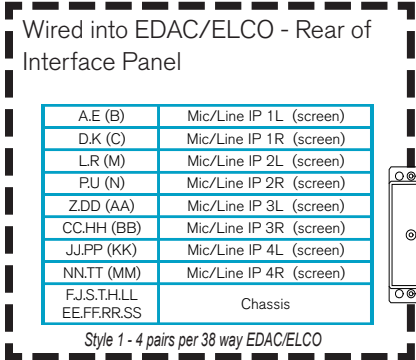 Wired into EDAC/ELCO - Rear of
Interface Panel
A.E (B) Mic/Line IP 1L (screen)
D.K (C) Mic/Line IP 1R (screen)
L.R (M) Mic/Line IP 2L (screen)
P.U (N) Mic/Line IP 2R (screen)
Z.DD (AA) Mic/Line IP 3L (screen)
CC.HH (BB) Mic/Line IP 3R (screen)
JJ.PP (KK) Mic/Line IP 4L (screen)
NN.TT (MM) Mic/Line IP 4R (screen)
F.J.S.T.H.LL
EE.FF.RR.SS Chassis
Style 1 - 4 pairs per 38 way EDAC/ELCO